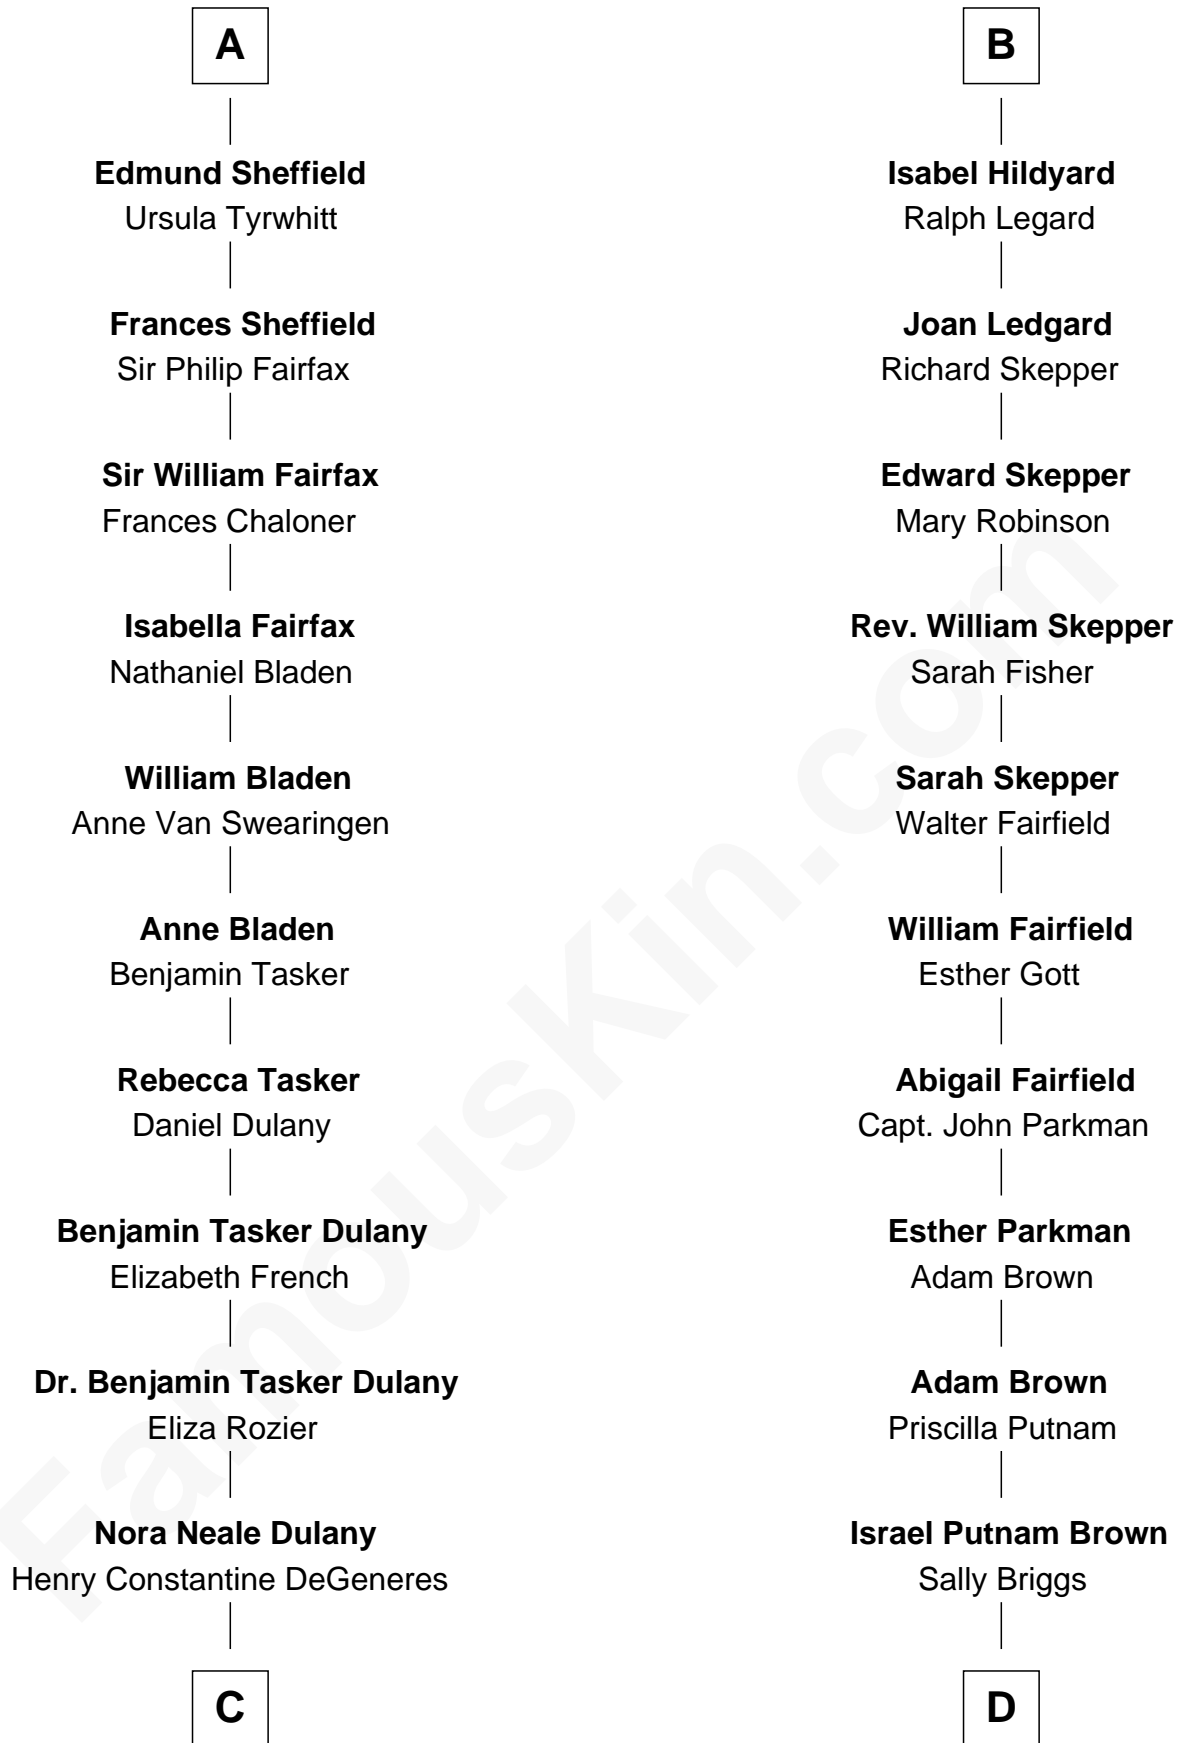 A
Edmund Sheffield
Ursula Tyrwhitt
Frances Sheffield
Sir Philip Fairfax
Sir William Fairfax
Frances Chaloner
Isabella Fairfax
Nathaniel Bladen
William Bladen
Anne Van Swearingen
Anne Bladen
Benjamin Tasker
Rebecca Tasker
Daniel Dulany
Benjamin Tasker Dulany
Elizabeth French
Dr. Benjamin Tasker Dulany
Eliza Rozier
Nora Neale Dulany
Henry Constantine DeGeneres
C
B
Isabel Hildyard
Ralph Legard
Joan Ledgard
Richard Skepper
Edward Skepper
Mary Robinson
Rev. William Skepper
Sarah Fisher
Sarah Skepper
Walter Fairfield
William Fairfield
Esther Gott
Abigail Fairfield
Capt. John Parkman
Esther Parkman
Adam Brown
Adam Brown
Priscilla Putnam
Israel Putnam Brown
Sally Briggs
D
FamousKin.com